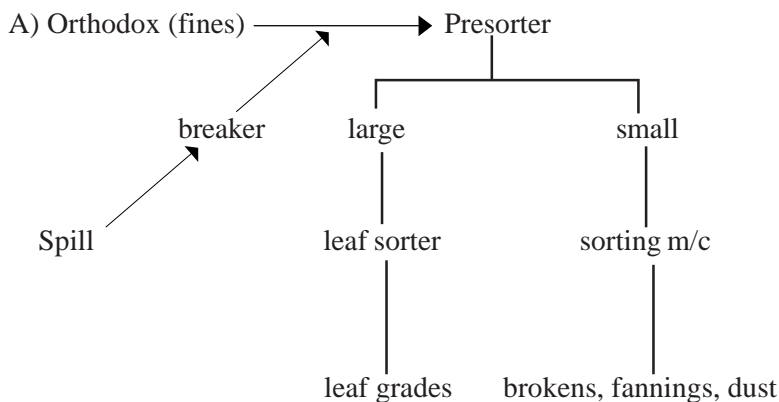 A) Orthodox (fines) Presorter
breaker large small
Spill leaf sorter sorting m/c
leaf grades brokens, fannings, dust